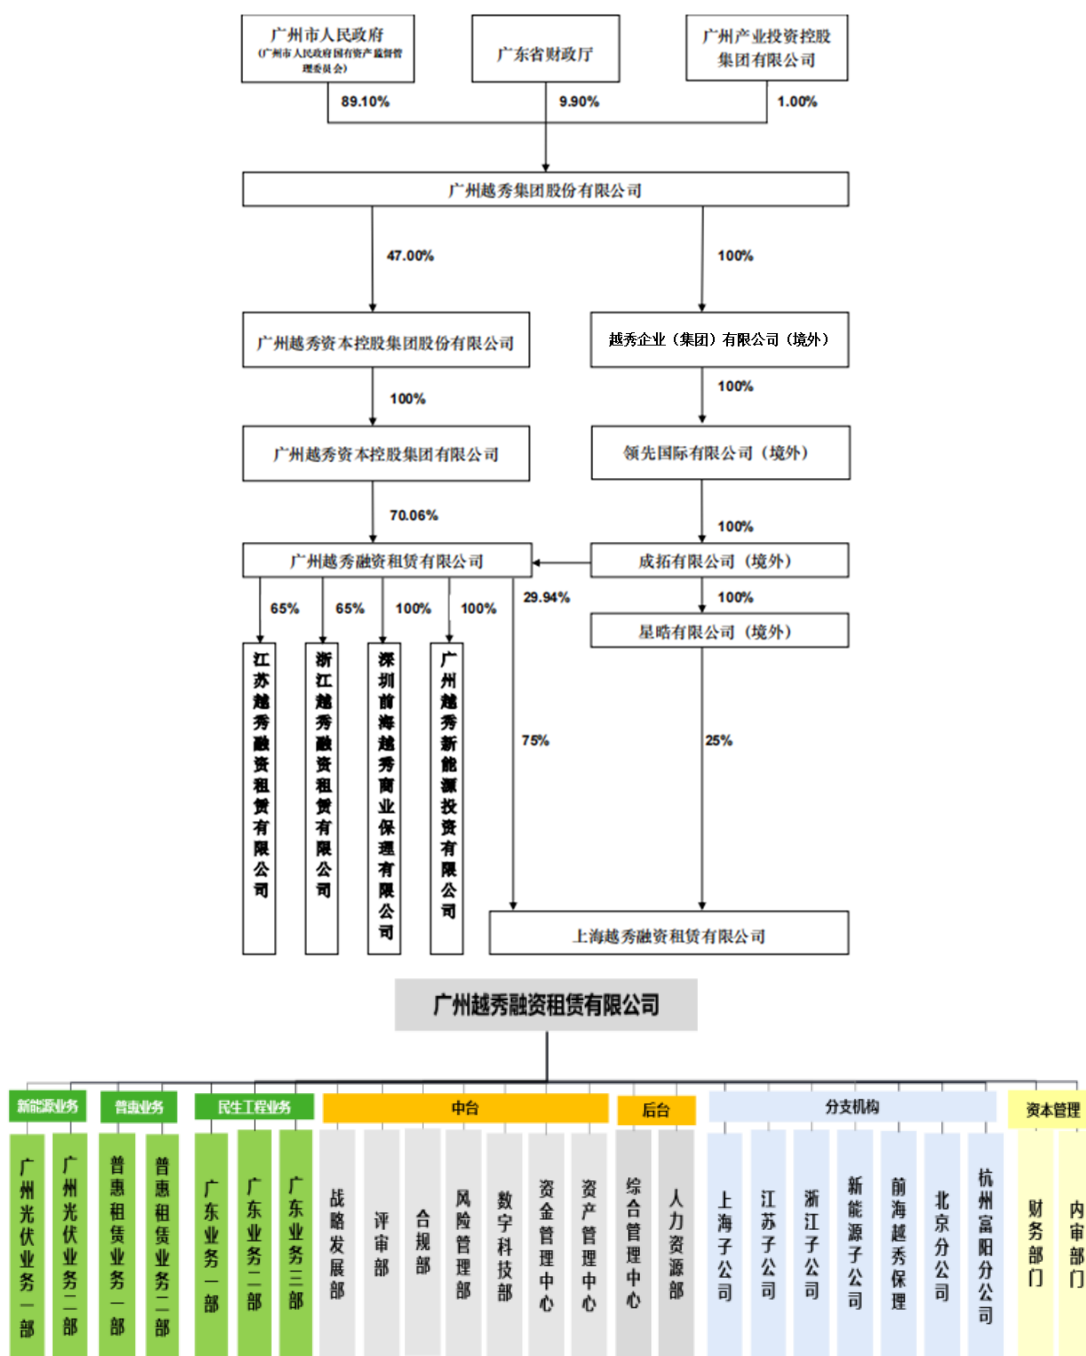 广州市人民政府
（广州市人民政府国有资产监督管
理委员会）
广东省财政厅
广州产业投资控股
集团有限公司
89.10%
9.90%
1.00%
广州越秀集团股份有限公司
47.00%
100%
广州越秀资本控股集团股份有限公司
越秀企业（集团）有限公司（境外）
100%
100%
广州越秀资本控股集团有限公司
领先国际有限公司（境外）
70.06%
100%
广州越秀融资租赁有限公司
成拓有限公司（境外）
29.94%
65%
65%
100%
100%
100%
星晧有限公司（境外）
江苏越秀融资租赁有限公司
浙江越秀融资租赁有限公司
深圳前海越秀商业保理有限公司
广州越秀新能源投资有限公司
75%
25%
上海越秀融资租赁有限公司
广州越秀融资租赁有限公司
新能源业务
普惠业务
民生工程业务
中台
后台
分支机构
资本管理
广州光伏业务一部
广州光伏业务二部
普惠租赁业务一部
普惠租赁业务二部
广东业务一部
广东业务二部
广东业务三部
战略发展部
评审部
合规部
风险管理部
数字科技部
资金管理中心
资产管理中心
综合管理中心
人力资源部
上海子公司
江苏子公司
浙江子公司
新能源子公司
前海越秀保理
北京分公司
杭州富阳分公司
财务部门
内审部门